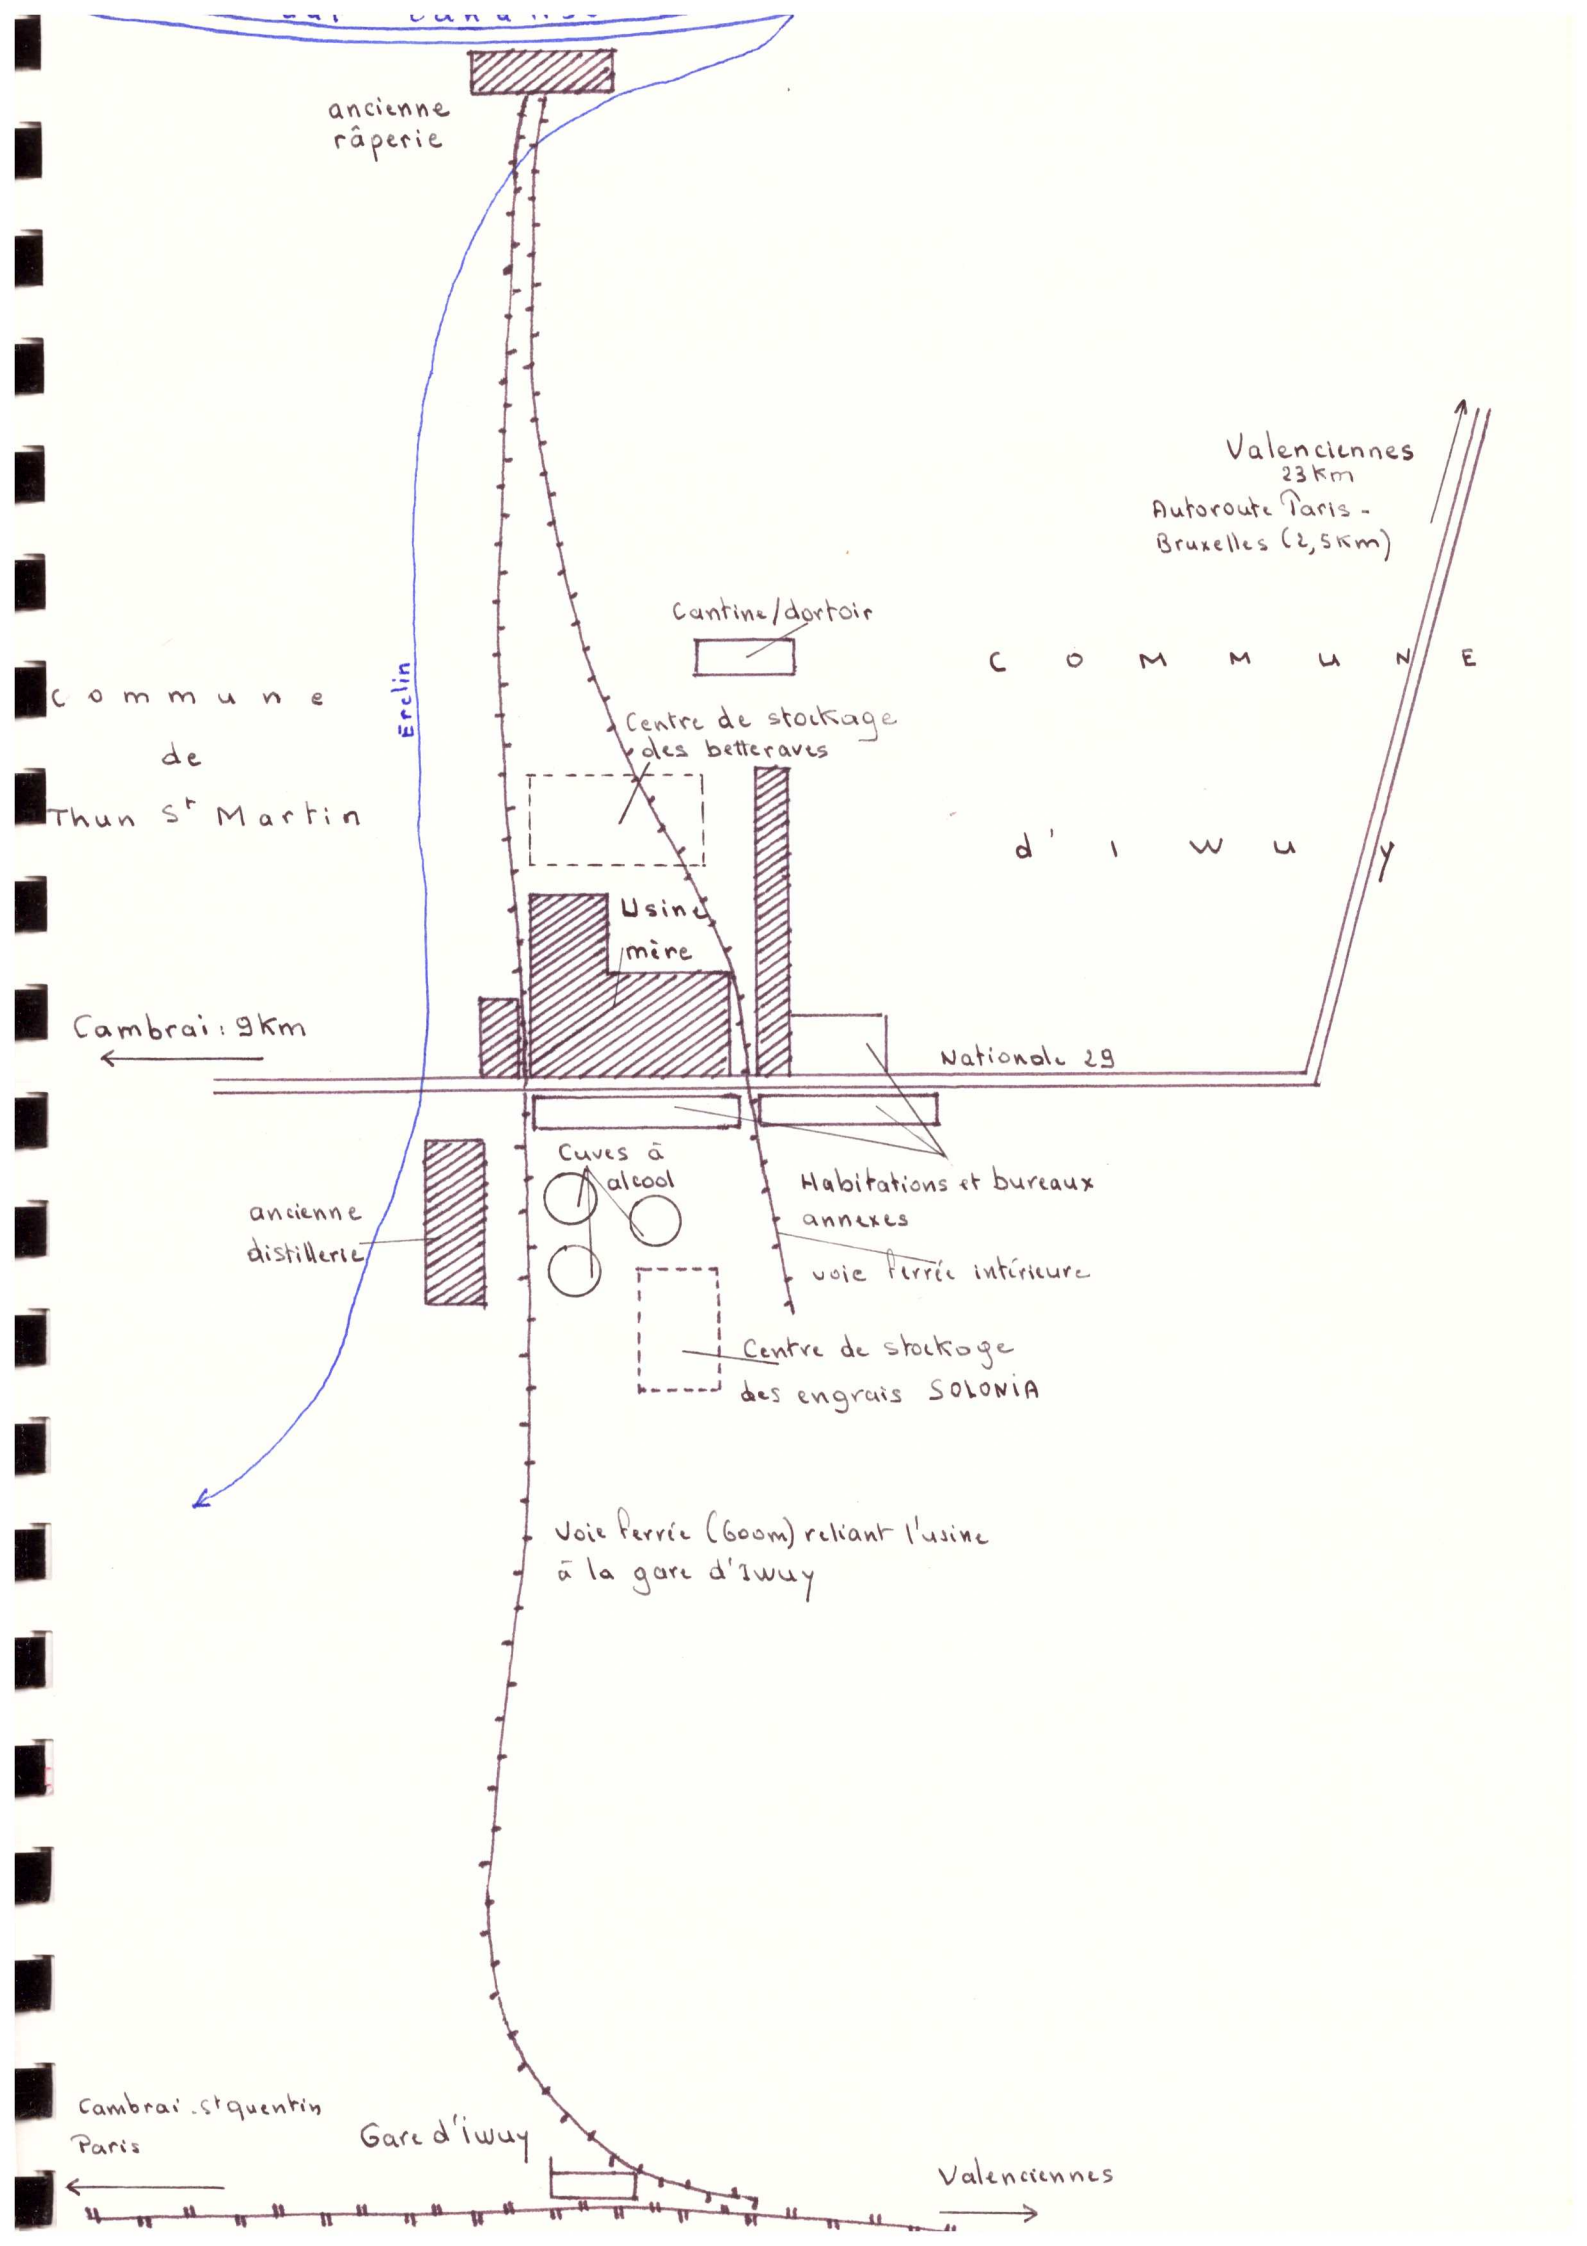 ancienne
râperie
Valenciennes
23 Km
Autoroute Paris -
Bruxelles (2,5 Km)
Cantine/dortoir
C O M M U N E
Erclin
C o m m u n e
de
Thun St Martin
Centre de stockage
des betteraves
d' I W U Y
Usine
mère
Cambrai : 9 Km
Nationale 29
Cuves à
alcool
Habitations et bureaux
annexes
ancienne
distillerie
voie ferrée intérieure
Centre de stockage
des engrais SOLONIA
Voie ferrée (600m) reliant l'usine
à la gare d'Iwuy
Cambrai - St quentin
Paris
Gare d'iwuy
Valenciennes